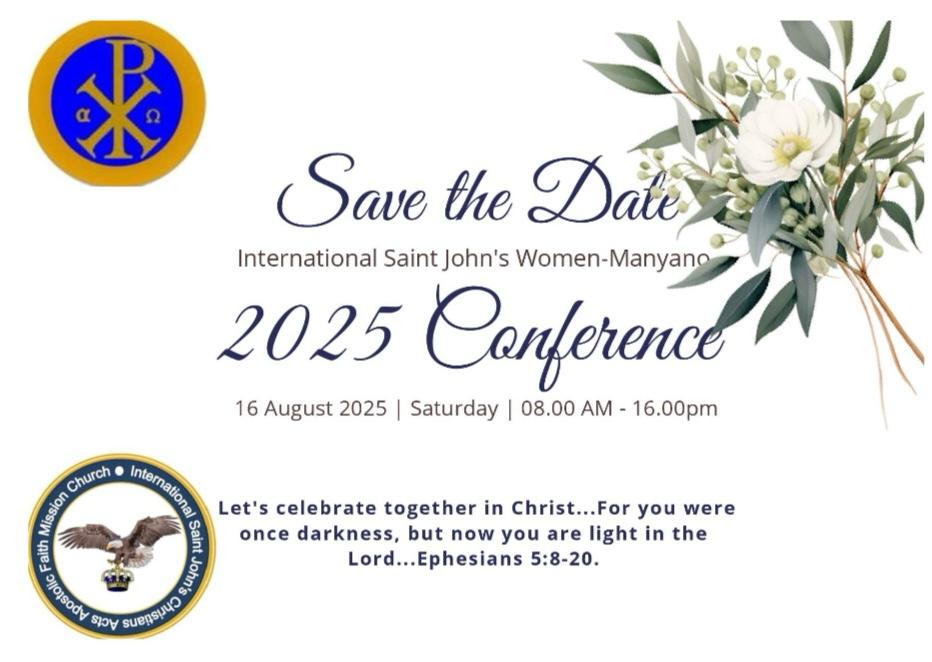 α Ω
Save the Date
International Saint John's Women-Manyano
2025 Conference
16 August 2025 | Saturday | 08.00 AM - 16.00pm
International Saint John's Christians Acts Apostolic Faith Mission Church
Let's celebrate together in Christ...For you were
once darkness, but now you are light in the
Lord...Ephesians 5:8-20.